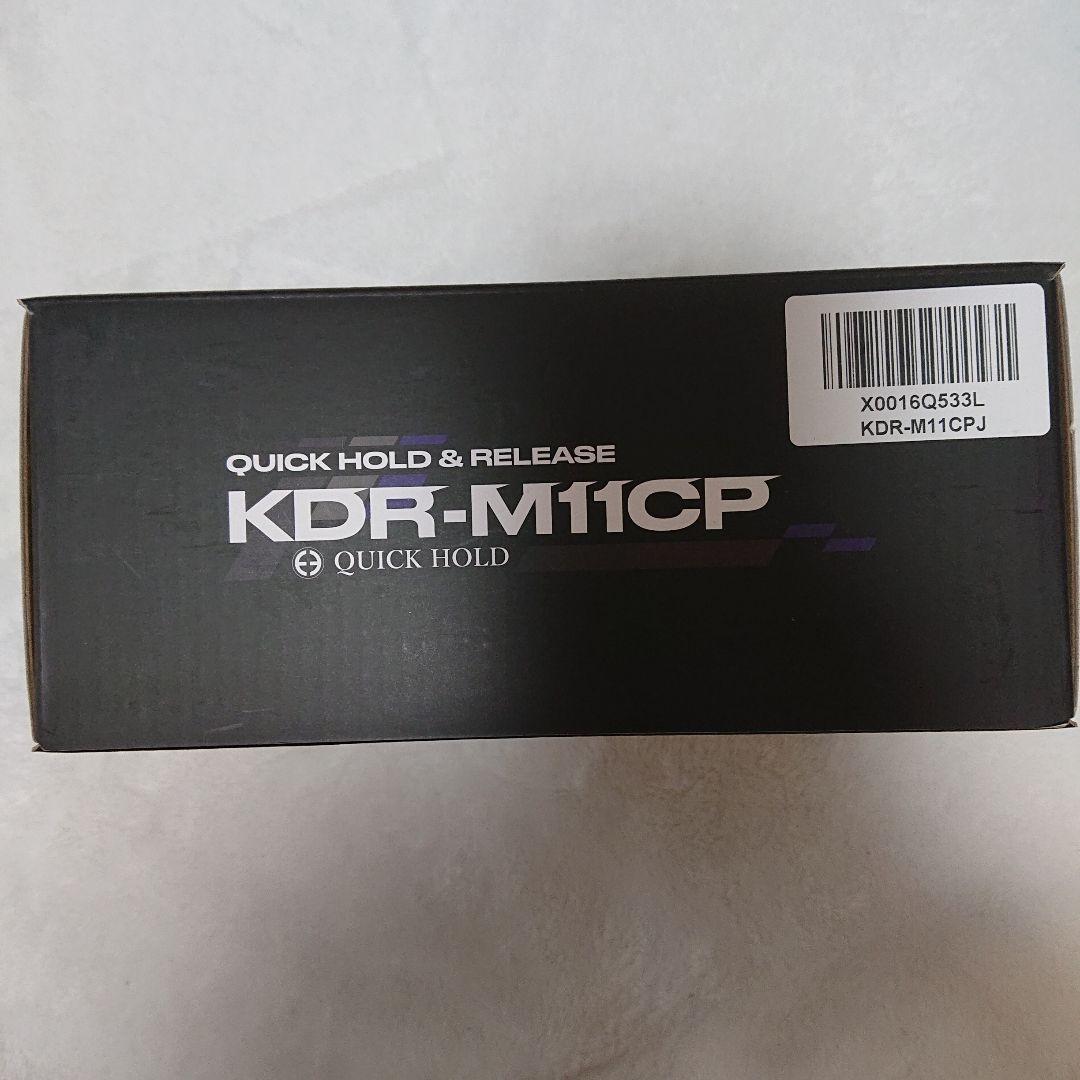 X0016Q533L
KDR-M11CPJ
QUICK HOLD & RELEASE
KDR-M11CP
QUICK HOLD